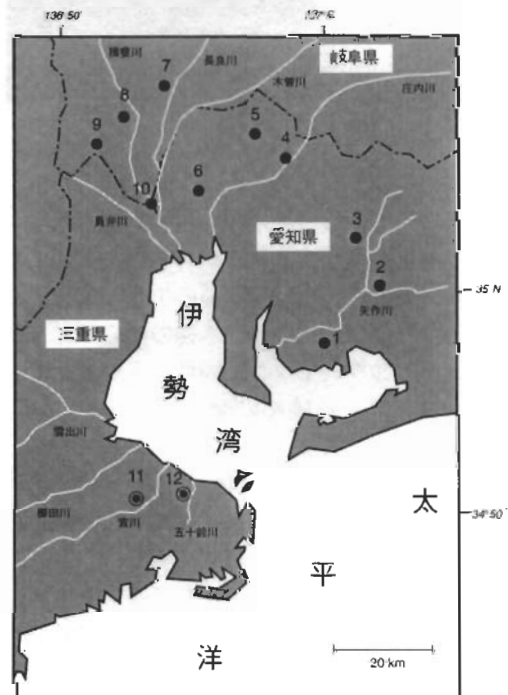 136°50'
137°E
岐阜県
揖斐川
7
長良川
木曽川
庄内川
8
5
9
4
10
6
員弁川
3
愛知県
2
35 N
矢作川
伊勢湾
三重県
1
雲出川
11
12
櫛田川
宮川
五十鈴川
34°50'
太平洋
20 km